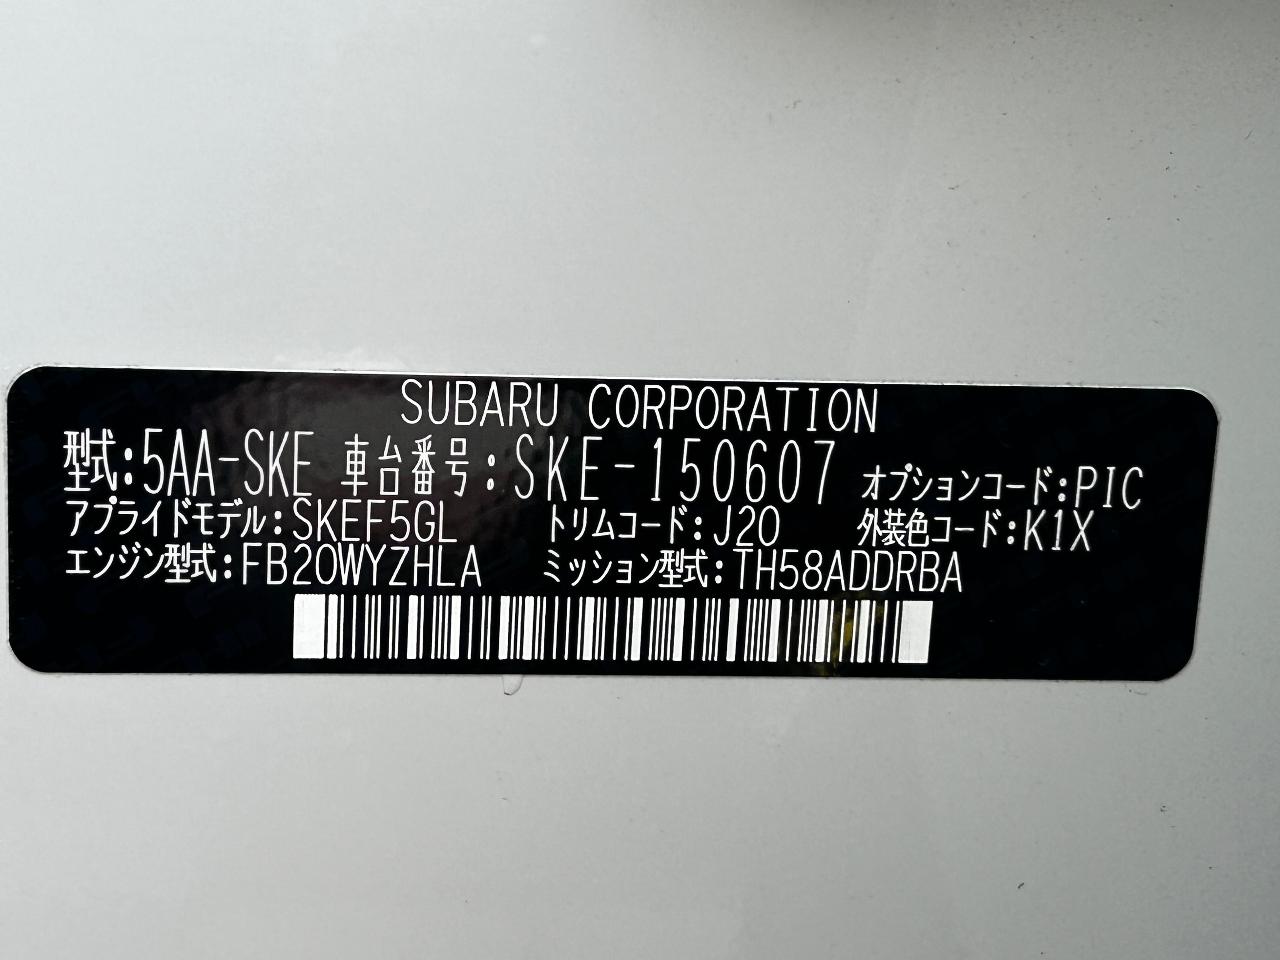 SUBARU CORPORATION
型式:5AA-SKE 車台番号:SKE-150607 オプションコード:PIC
アプライドモデル:SKEF5GL トリムコード:J20 外装色コード:K1X
エンジン型式:FB20WYZHLA ミッション型式:TH58ADDRBA